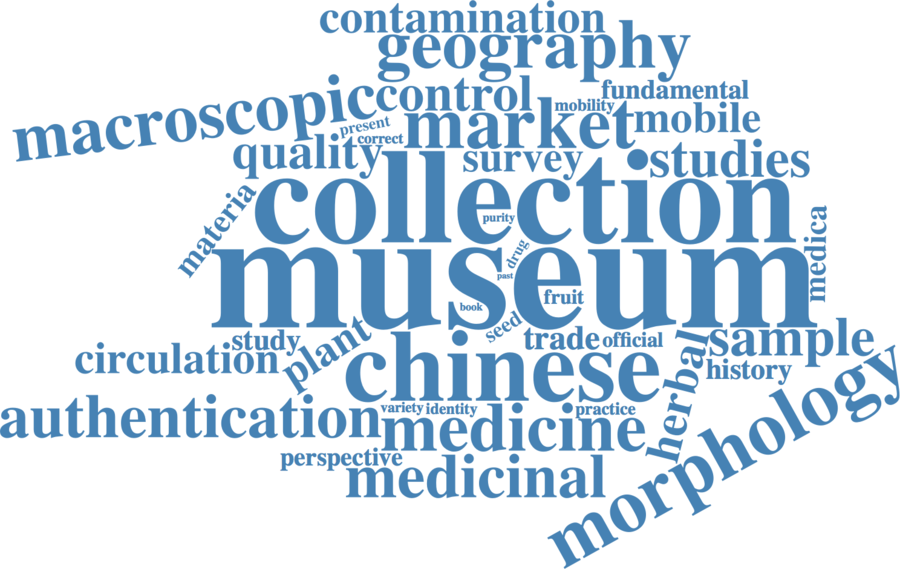 contamination
geography
macroscopic
control
fundamental
mobility
present
correct
market
mobile
quality
survey
studies
collection
materia
purity
medica
museum
drug
past
book
fruit
seed
study
plant
trade
official
sample
circulation
chinese
herbal
history
authentication
variety
identity
practice
medicine
morphology
perspective
medicinal